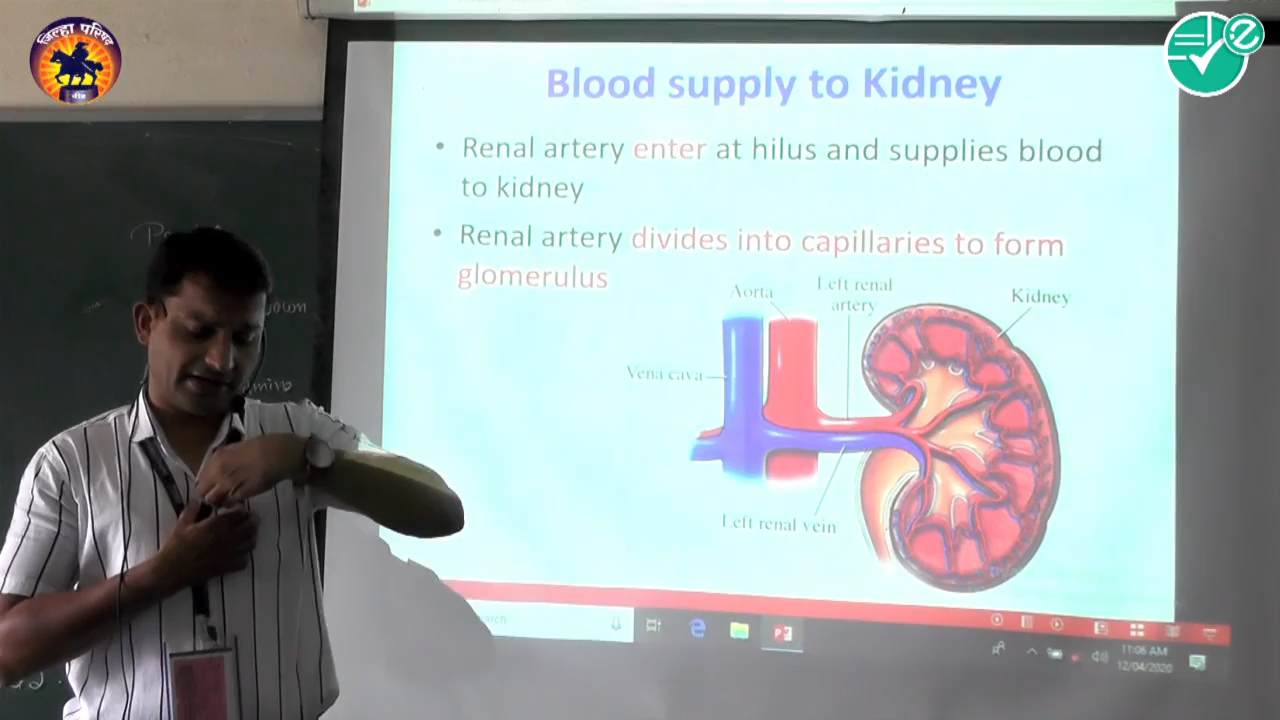 जिल्हा परिषद
बीड
Blood supply to Kidney
• Renal artery enter at hilus and supplies blood
to kidney
• Renal artery divides into capillaries to form
glomerulus
Aorta
Left renal
artery
Kidney
Vena cava
Left renal vein
11:06 AM
12/04/2020